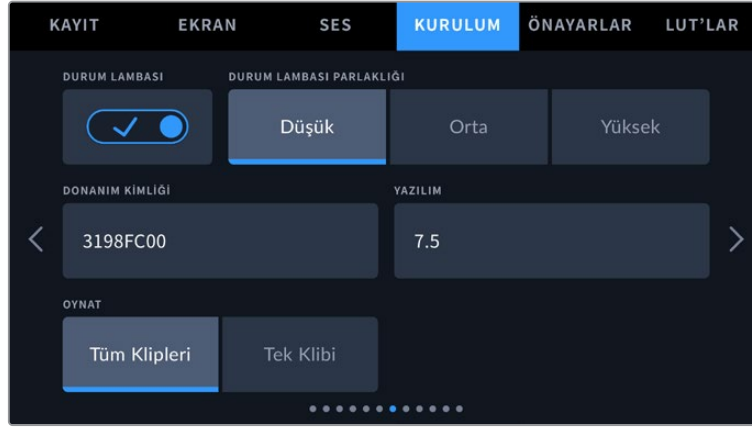 KAYIT EKRAN SES KURULUM ÖNAYARLAR LUT’LAR
DURUM LAMBASI DURUM LAMBASI PARLAKLIĞI
Düşük Orta Yüksek
DONANIM KİMLİĞİ YAZILIM
3198FC00 7.5
OYNAT
Tüm Klipleri Tek Klibi